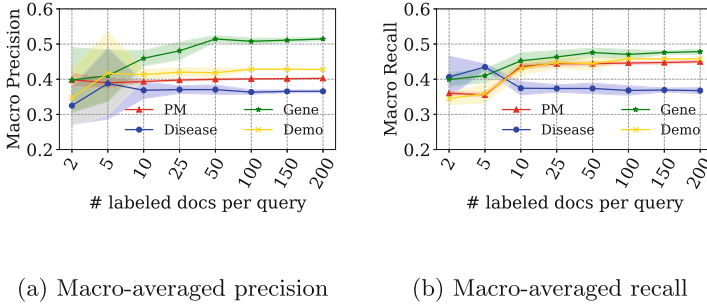 0.6
0.5
0.4
0.3
0.2
Macro Precision
PM
Disease
Gene
Demo
2
5
10
25
50
100
150
200
# labeled docs per query
(a) Macro-averaged precision
0.6
0.5
0.4
0.3
0.2
Macro Recall
PM
Disease
Gene
Demo
2
5
10
25
50
100
150
200
# labeled docs per query
(b) Macro-averaged recall